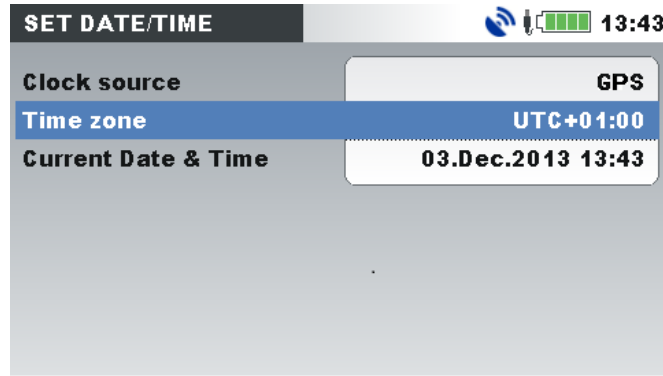 SET DATE/TIME 13:43
Clock source GPS
Time zone UTC+01:00
Current Date & Time 03.Dec.2013 13:43